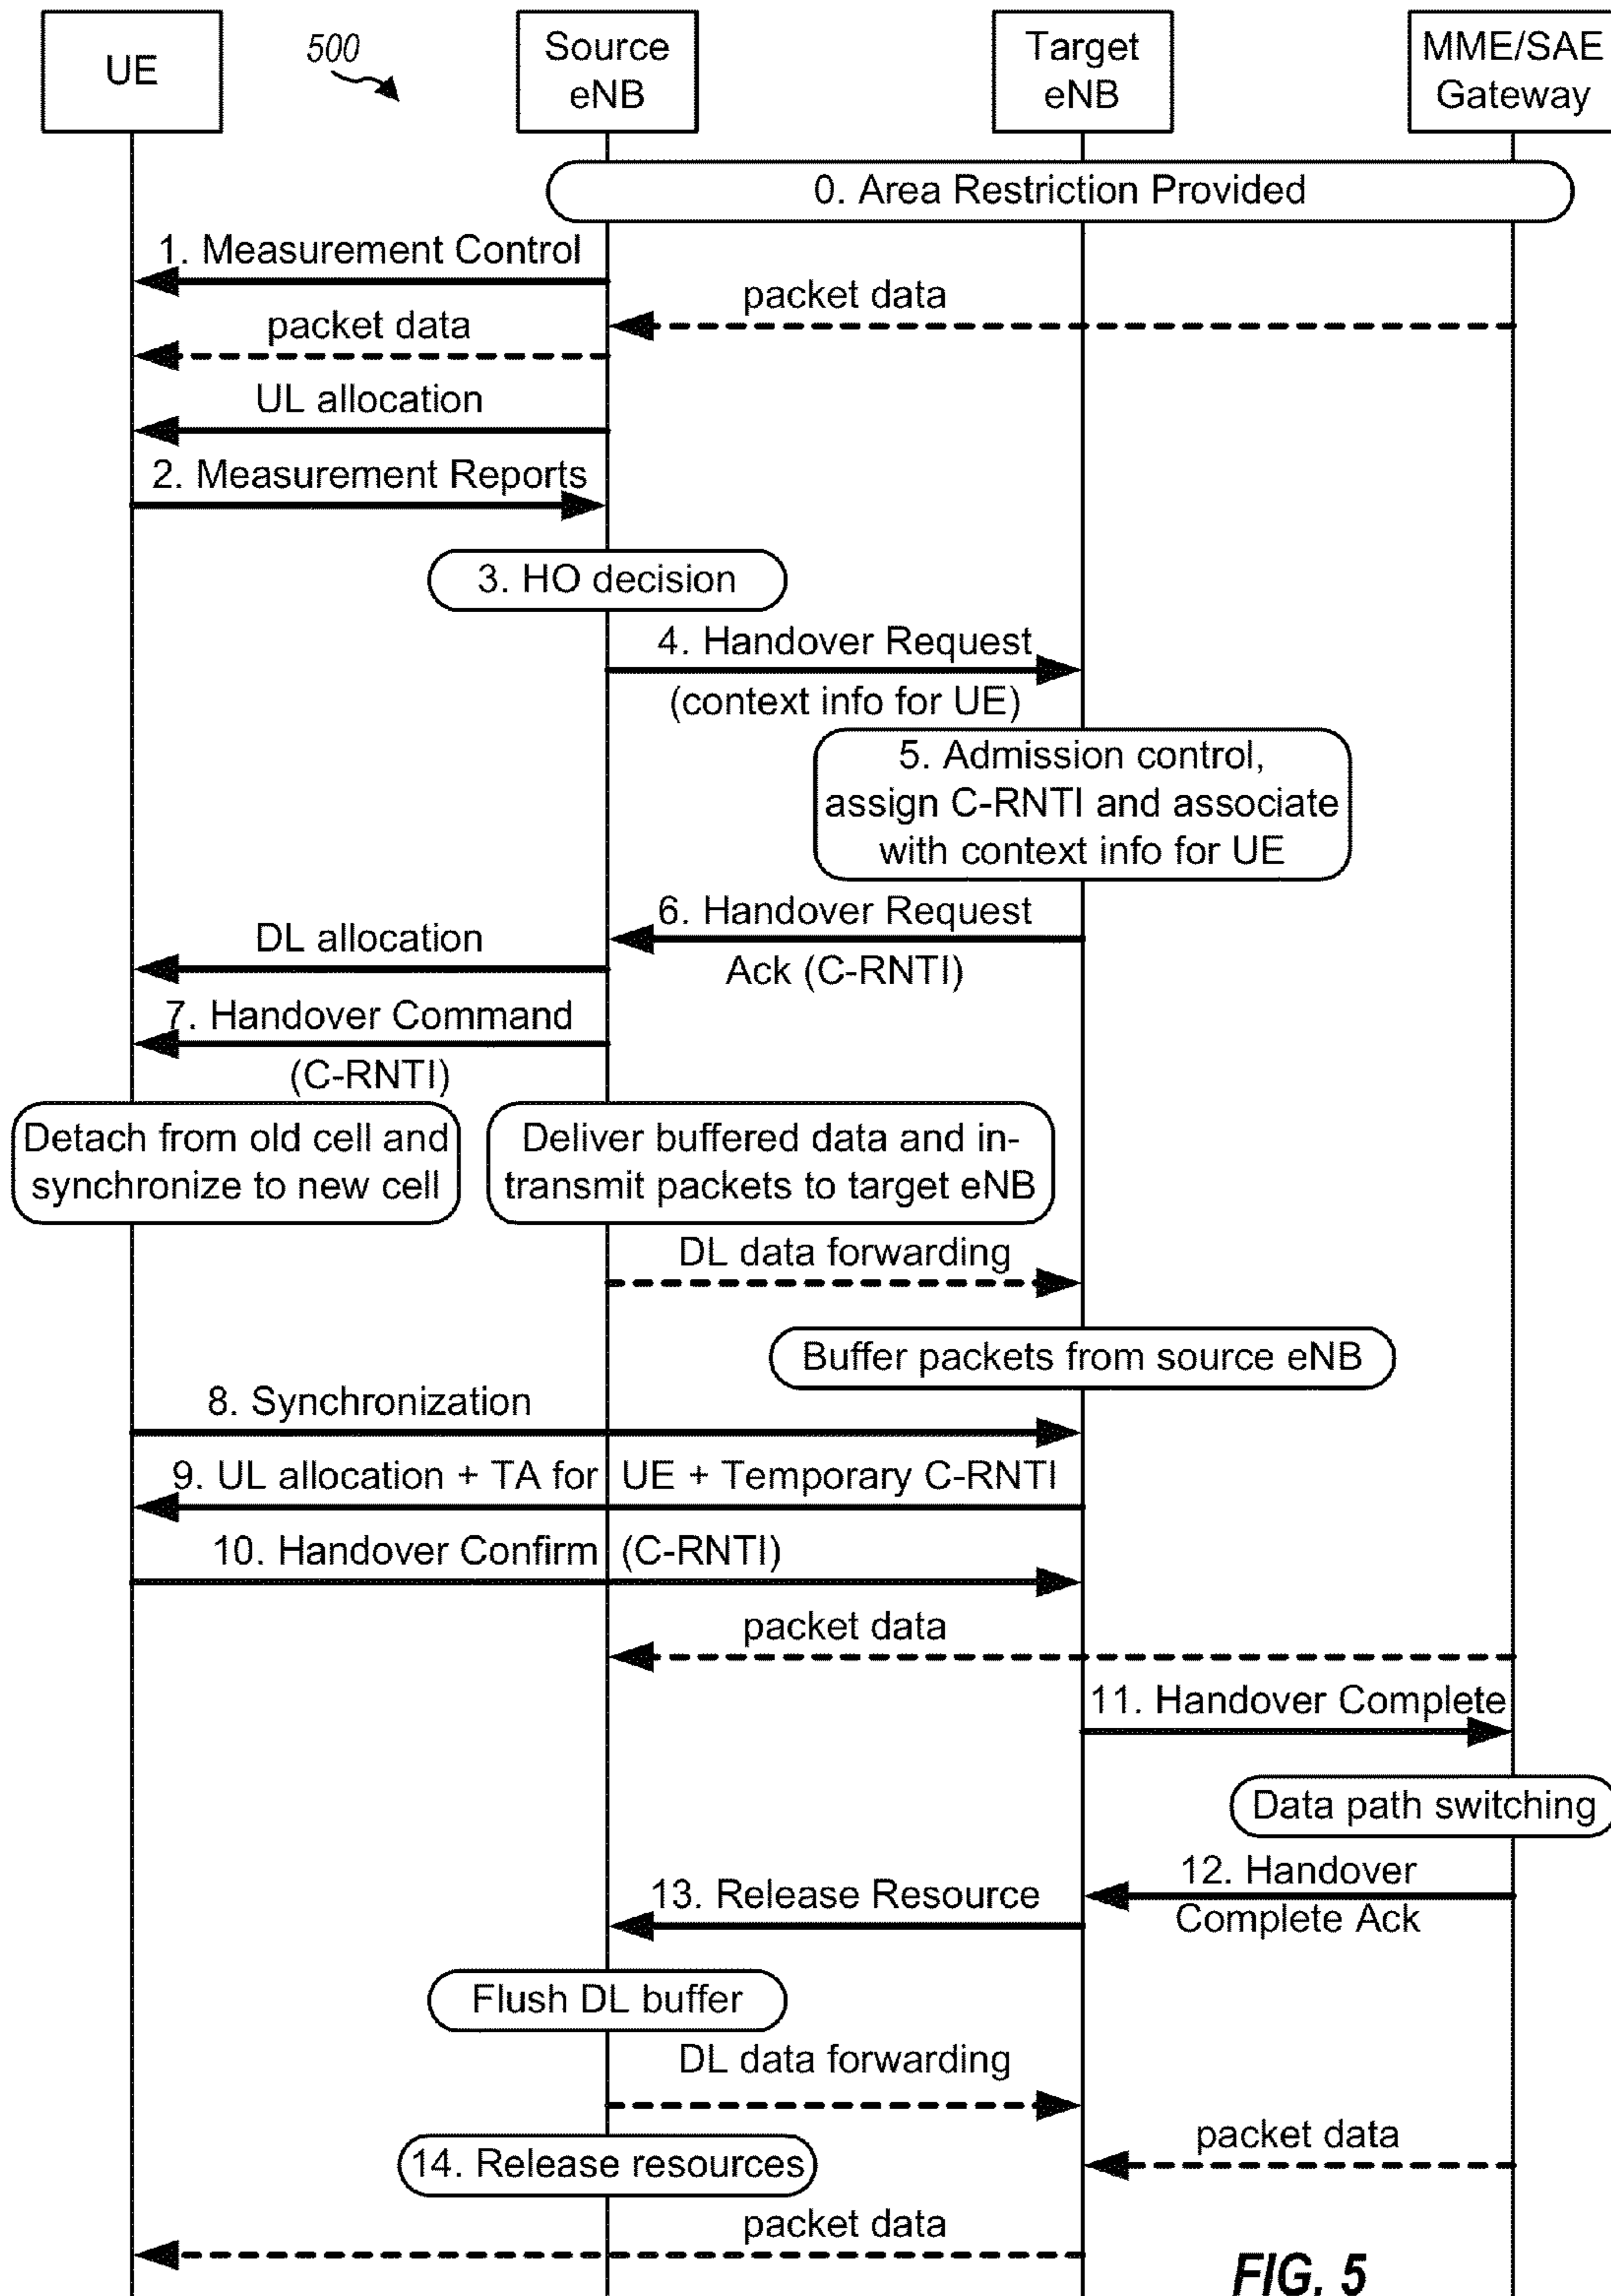 UE
500
Source
eNB
Target
eNB
MME/SAE
Gateway
0. Area Restriction Provided
1. Measurement Control
packet data
packet data
UL allocation
2. Measurement Reports
3. HO decision
4. Handover Request
(context info for UE)
5. Admission control,
assign C-RNTI and associate
with context info for UE
6. Handover Request
Ack (C-RNTI)
DL allocation
7. Handover Command
(C-RNTI)
Detach from old cell and
synchronize to new cell
Deliver buffered data and in-
transmit packets to target eNB
DL data forwarding
Buffer packets from source eNB
8. Synchronization
9. UL allocation + TA for UE + Temporary C-RNTI
10. Handover Confirm (C-RNTI)
packet data
11. Handover Complete
Data path switching
12. Handover
Complete Ack
13. Release Resource
Flush DL buffer
DL data forwarding
14. Release resources
packet data
packet data
FIG. 5